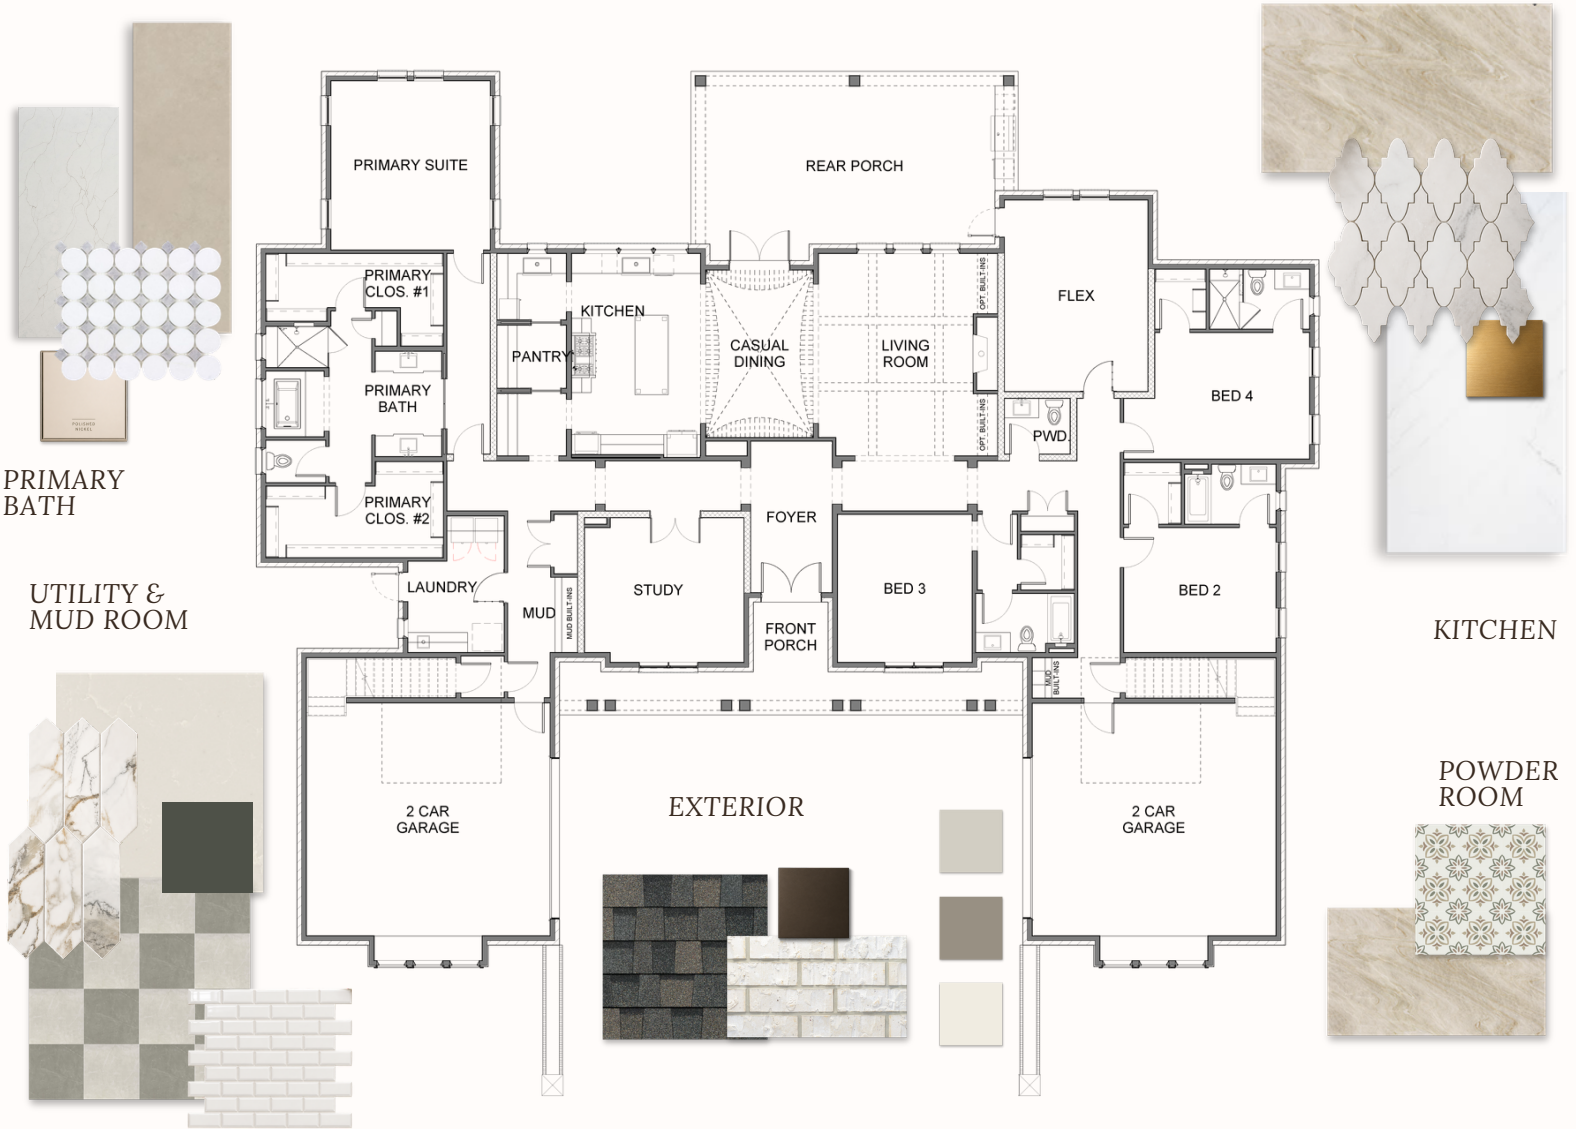 PRIMARY SUITE
REAR PORCH
PRIMARY
CLOS. #1
KITCHEN
OPT. BUILT-INS
FLEX
PANTRY
CASUAL
DINING
LIVING
ROOM
PRIMARY
BATH
BED 4
OPT. BUILT-INS
PWD.
POLISHED
NICKEL
PRIMARY
BATH
PRIMARY
CLOS. #2
FOYER
UTILITY &
MUD ROOM
LAUNDRY
MUD
MUD BUILT-INS
STUDY
BED 3
BED 2
FRONT
PORCH
KITCHEN
MUD
BUILT-INS
2 CAR
GARAGE
EXTERIOR
2 CAR
GARAGE
POWDER
ROOM